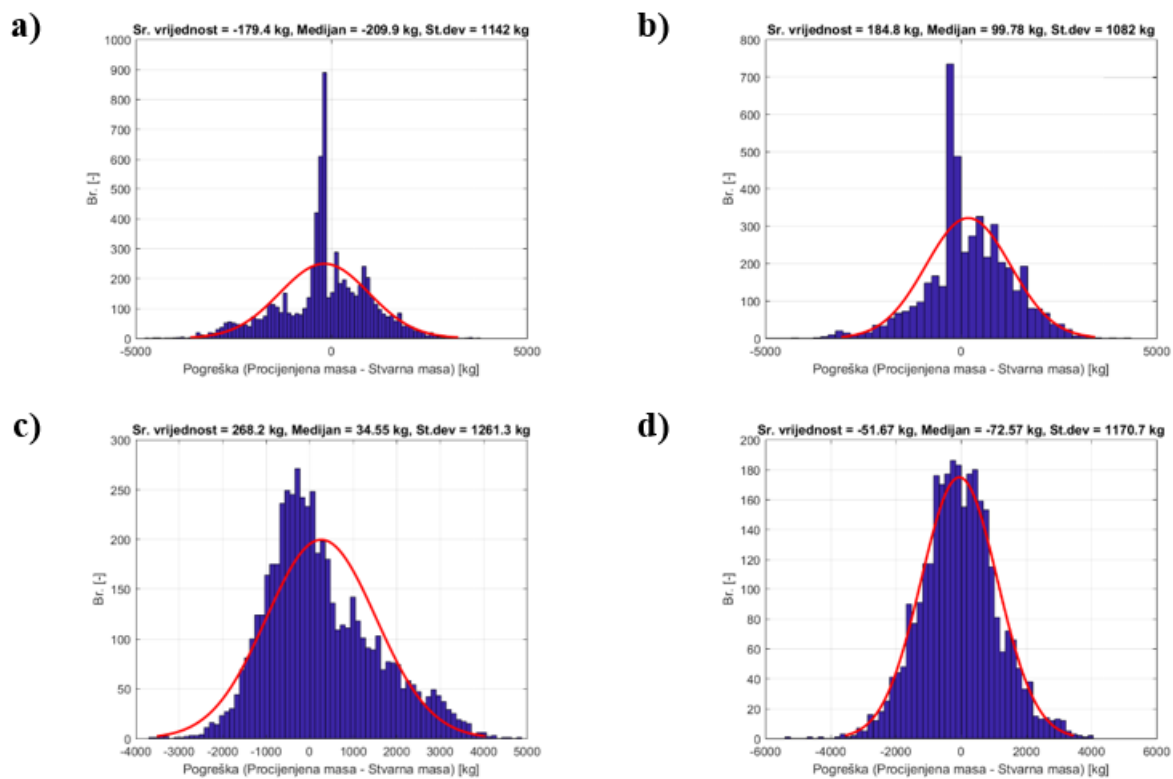 a)
Sr. vrijednost = -179.4 kg, Medijan = -209.9 kg, St.dev = 1142 kg
1000
900
800
700
600
500
400
300
200
100
0
Br. [-]
-5000 0 5000
Pogreška (Procijenjena masa - Stvarna masa) [kg]
b)
Sr. vrijednost = 184.8 kg, Medijan = 99.78 kg, St.dev = 1082 kg
800
700
600
500
400
300
200
100
0
Br. [-]
-5000 0 5000
Pogreška (Procijenjena masa - Stvarna masa) [kg]
c)
Sr. vrijednost = 268.2 kg, Medijan = 34.55 kg, St.dev = 1261.3 kg
300
250
200
150
100
50
0
Br. [-]
-4000 -3000 -2000 -1000 0 1000 2000 3000 4000 5000
Pogreška (Procijenjena masa - Stvarna masa) [kg]
d)
Sr. vrijednost = -51.67 kg, Medijan = -72.57 kg, St.dev = 1170.7 kg
200
180
160
140
120
100
80
60
40
20
0
Br. [-]
-6000 -4000 -2000 0 2000 4000 6000
Pogreška (Procijenjena masa - Stvarna masa) [kg]